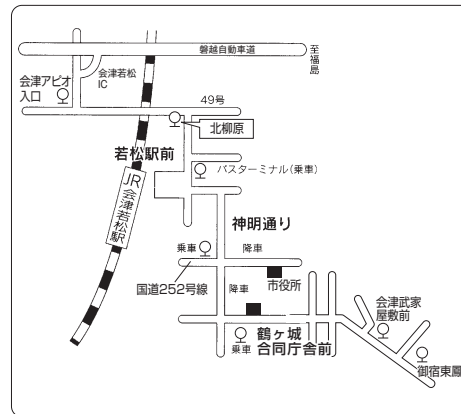 磐越自動車道
至福島
会津若松
IC
会津アピオ
入口
49号
北柳原
若松駅前
バスターミナル(乗車)
JR会津若松駅
神明通り
乗車
降車
国道252号線
市役所
降車
会津武家
屋敷前
鶴ヶ城
合同庁舎前
乗車
御宿東鳳